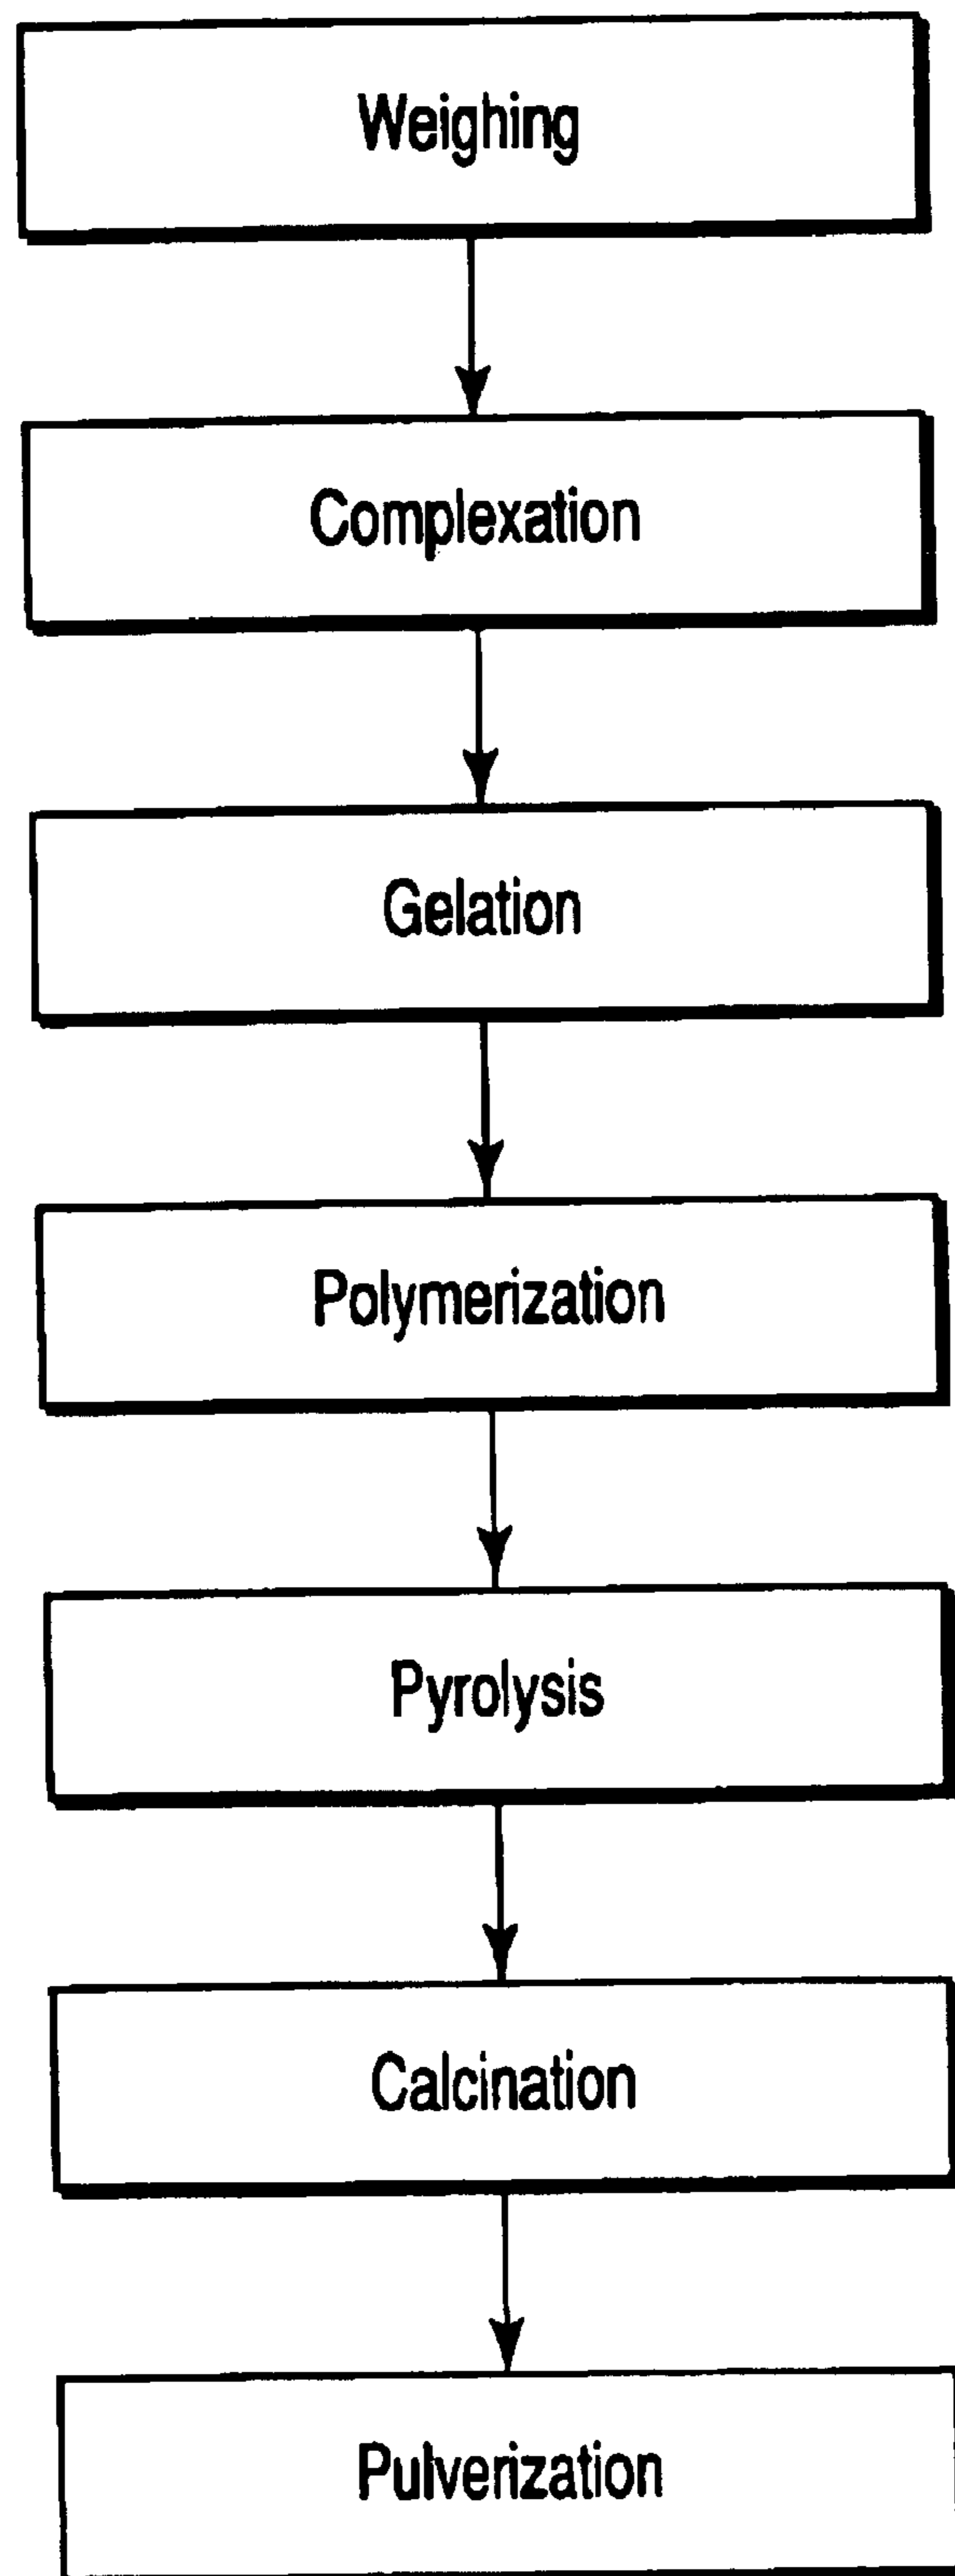 Weighing
Complexation
Gelation
Polymerization
Pyrolysis
Calcination
Pulverization